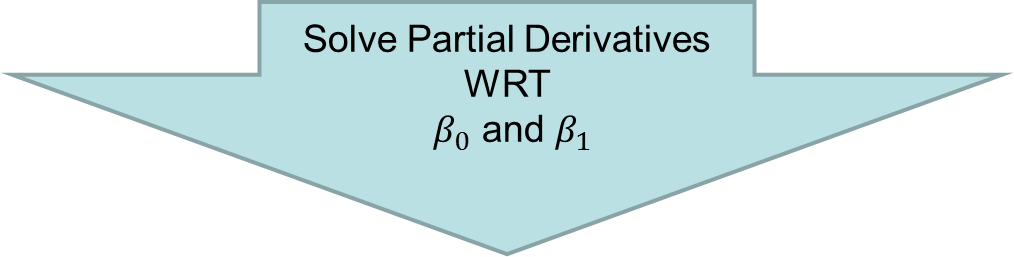 Solve Partial Derivatives
WRT
β₀ and β₁